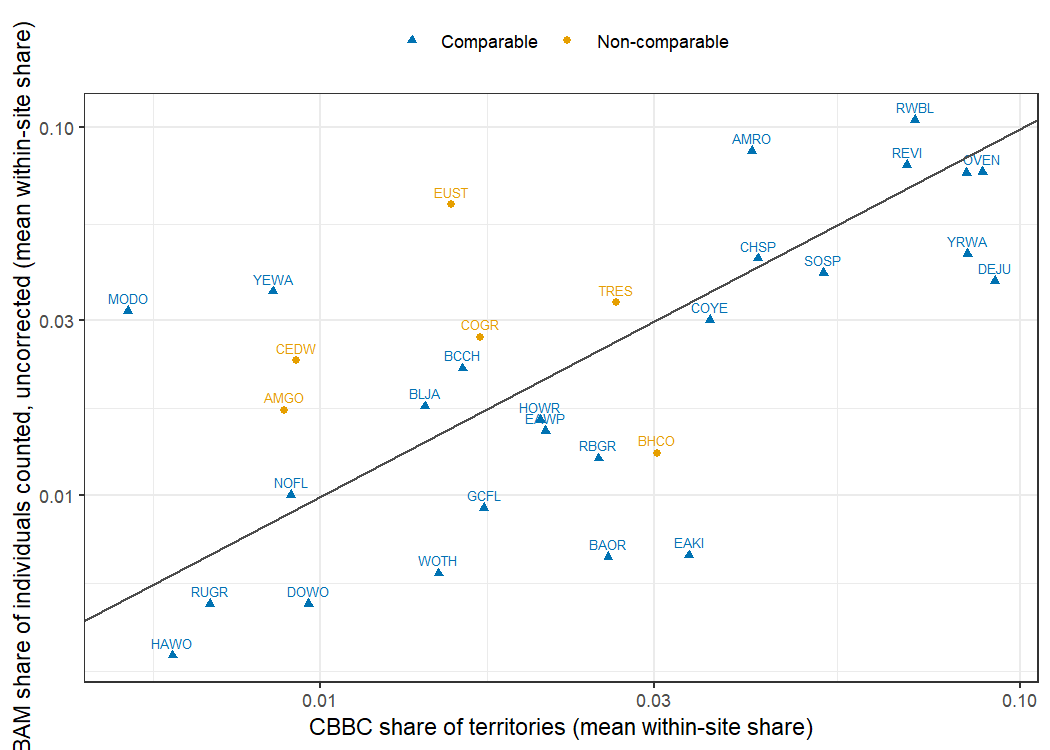 Comparable
Non-comparable
BAM share of individuals counted, uncorrected (mean within-site share)
0.10
0.03
0.01
RWBL
AMRO
REVI
OVEN
EUST
CHSP
YRWA
SOSP
DEJU
YEWA
TRES
MODO
COYE
COGR
CEDW
BCCH
BLJA
AMGO
HOWR
EAWP
BHCO
RBGR
NOFL
GCFL
BAOR
EAKI
WOTH
RUGR
DOWO
HAWO
0.01
0.03
0.10
CBBC share of territories (mean within-site share)